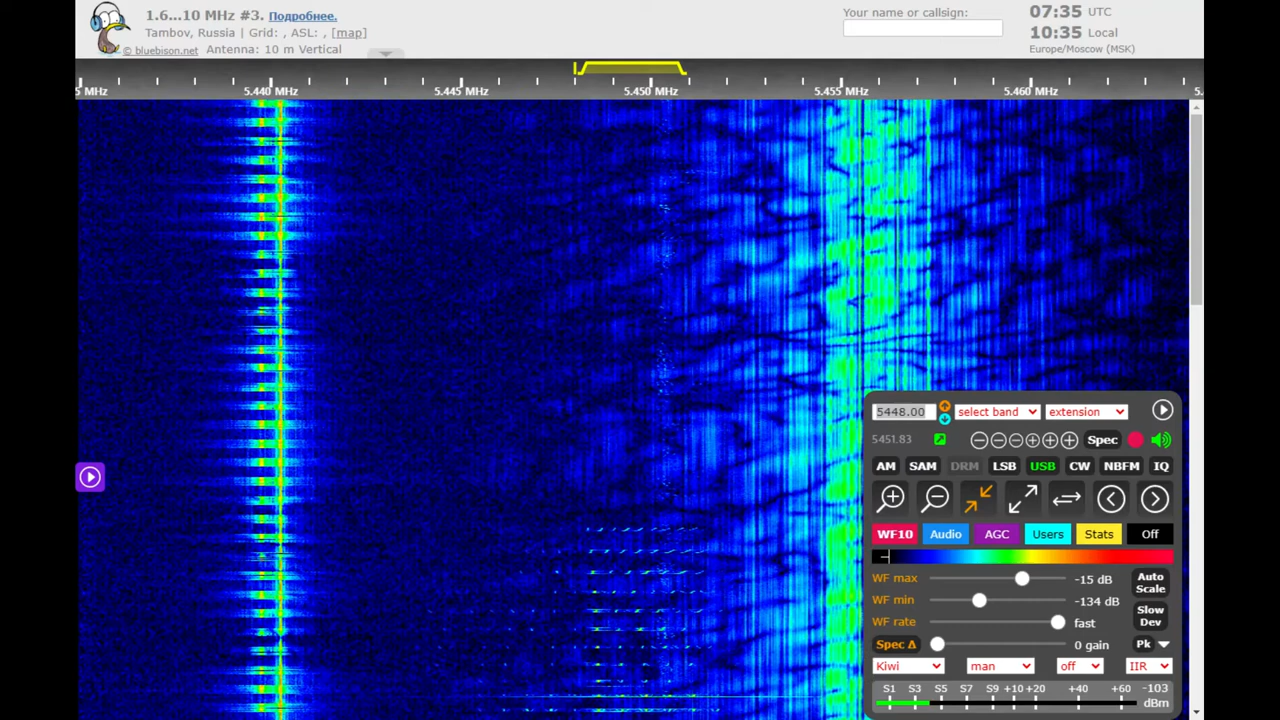 1.6...10 MHz #3. Подробнее.
Tambov, Russia | Grid: , ASL: , [map]
© bluebison.net Antenna: 10 m Vertical
Your name or callsign:
07:35 UTC
10:35 Local
Europe/Moscow (MSK)
5 MHz 5.440 MHz 5.445 MHz 5.450 MHz 5.455 MHz 5.460 MHz 5.
5448.00 select band extension
5451.83 Spec
AM SAM DRM LSB USB CW NBFM IQ
WF10 Audio AGC Users Stats Off
WF max -15 dB Auto Scale
WF min -134 dB
WF rate fast Slow Dev
Spec Δ 0 gain Pk
Kiwi man off IIR
S1 S3 S5 S7 S9 +10 +20 +40 +60 -103 dBm